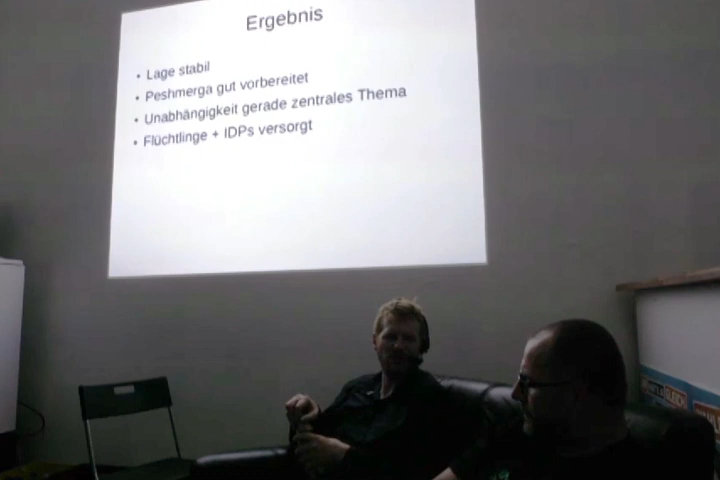 Ergebnis
• Lage stabil
• Peshmerga gut vorbereitet
• Unabhängigkeit gerade zentrales Thema
• Flüchtlinge + IDPs versorgt